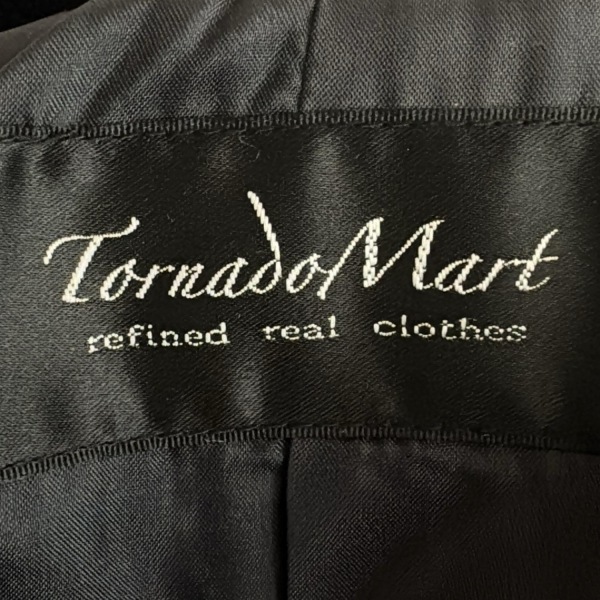 TornadoMart
refined real clothes